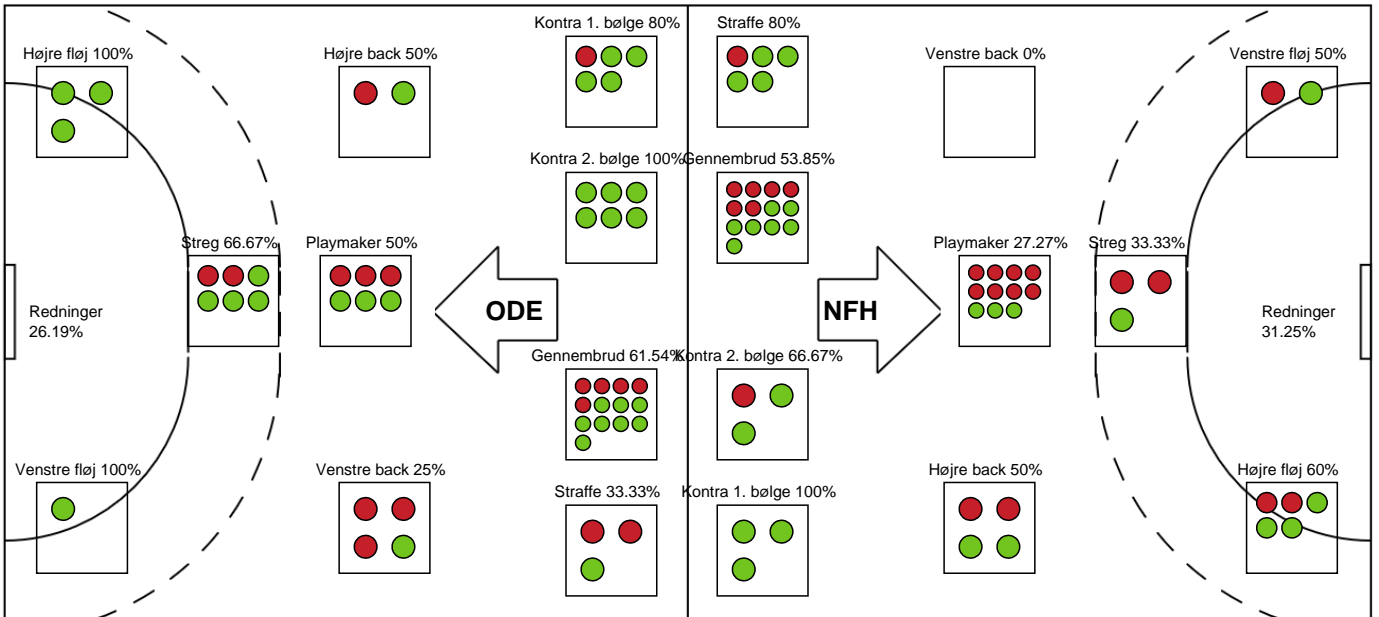 Kontra 1. bølge 80%
Straffe 80%
Højre fløj 100%
Højre back 50%
Venstre back 0%
Venstre fløj 50%
Kontra 2. bølge 100%
Gennembrud 53.85%
Streg 66.67%
Playmaker 50%
Playmaker 27.27%
Streg 33.33%
Redninger
26.19%
ODE
NFH
Redninger
31.25%
Gennembrud 61.54%
Kontra 2. bølge 66.67%
Venstre fløj 100%
Venstre back 25%
Straffe 33.33%
Kontra 1. bølge 100%
Højre back 50%
Højre fløj 60%